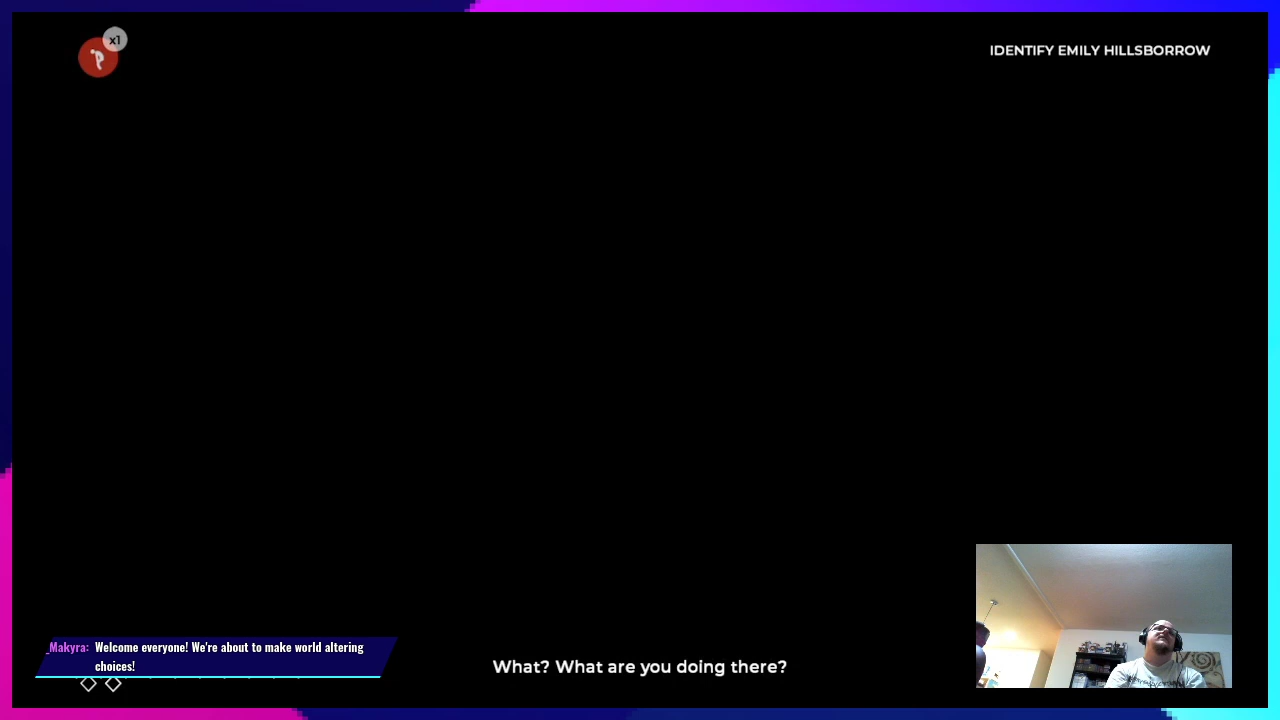 x1
IDENTIFY EMILY HILLSBORROW
_Makyra: Welcome everyone! We're about to make world altering
choices!
What? What are you doing there?